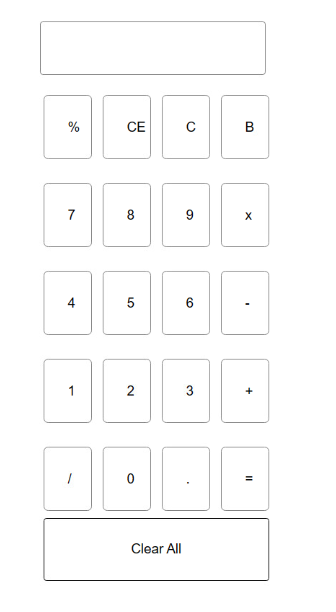 % CE C B
7 8 9 x
4 5 6 -
1 2 3 +
/ 0 . =
Clear All